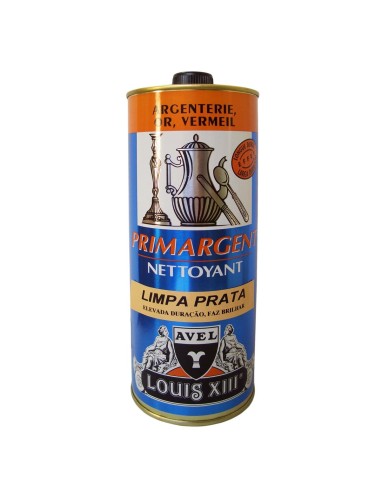 ARGENTERIE,
OR, VERMEIL
PRIMARGENT
NETTOYANT
LIMPA PRATA
ELEVADA DURAÇÃO, FAZ BRILHAR
AVEL
LOUIS XIII